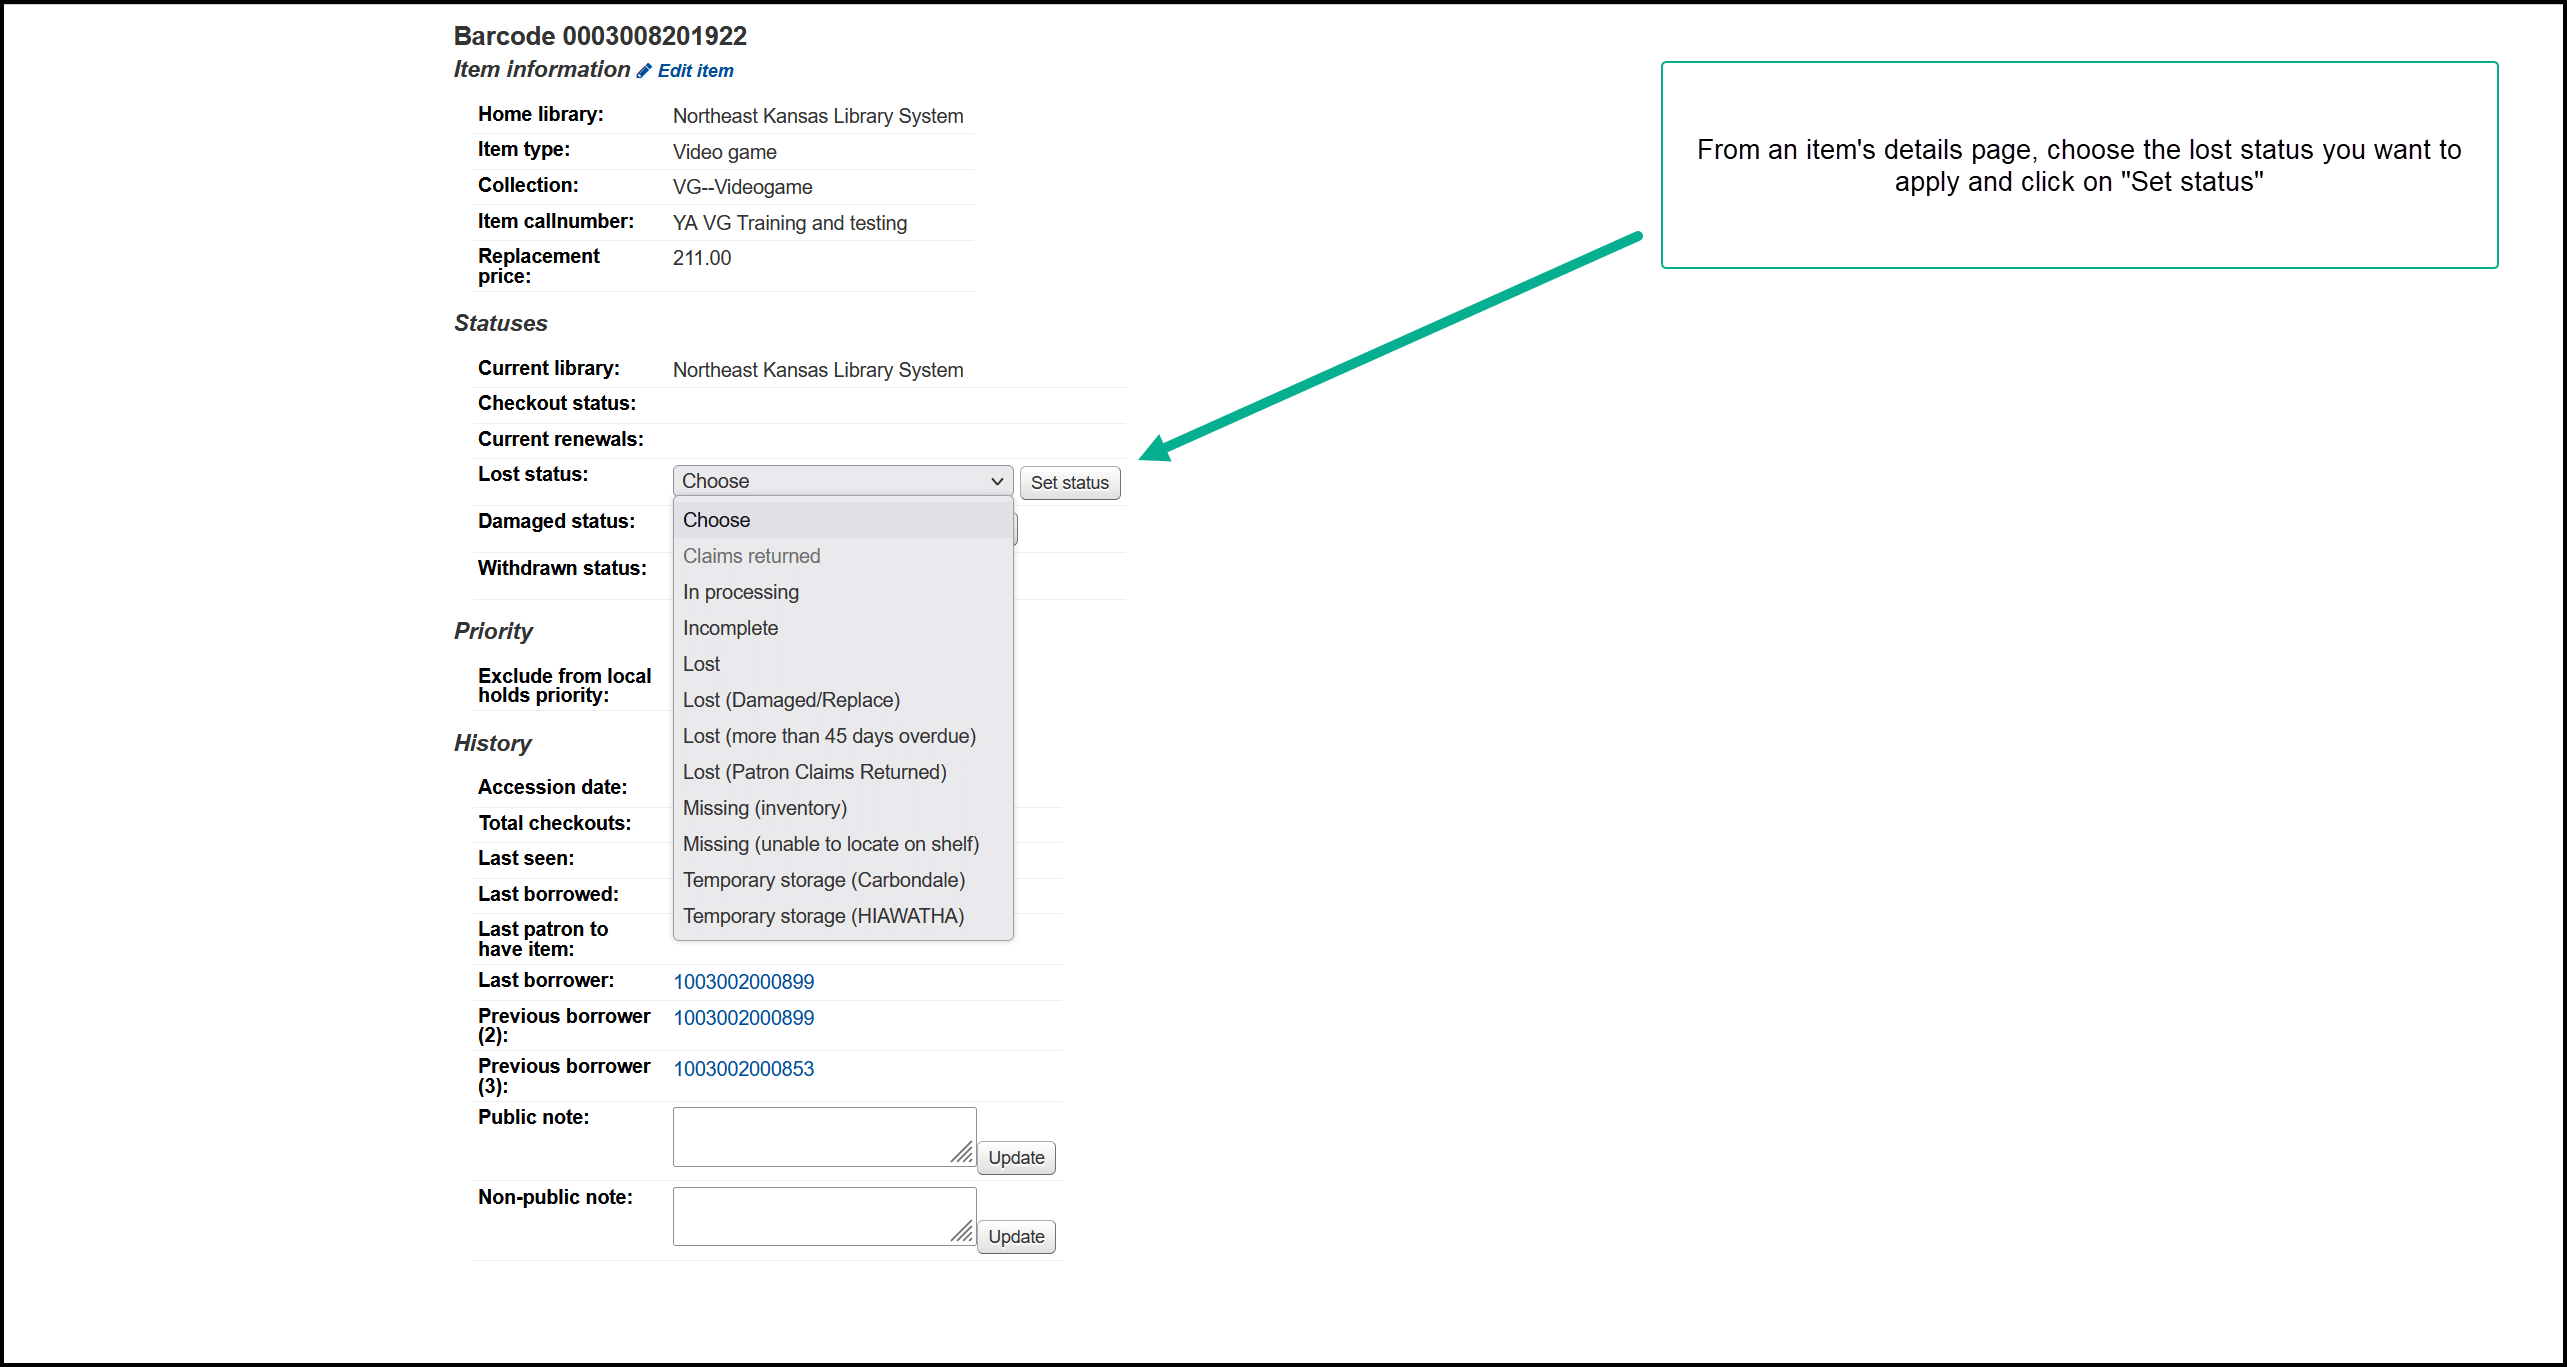 Barcode 0003008201922
Item information Edit item
Home library: Northeast Kansas Library System
Item type: Video game
Collection: VG--Videogame
Item callnumber: YA VG Training and testing
Replacement price: 211.00
Statuses
Current library: Northeast Kansas Library System
Checkout status:
Current renewals:
Lost status: Choose Set status
Choose
Claims returned
In processing
Incomplete
Lost
Lost (Damaged/Replace)
Lost (more than 45 days overdue)
Lost (Patron Claims Returned)
Missing (inventory)
Missing (unable to locate on shelf)
Temporary storage (Carbondale)
Temporary storage (HIAWATHA)
Damaged status:
Withdrawn status:
Priority
Exclude from local
holds priority:
History
Accession date:
Total checkouts:
Last seen:
Last borrowed:
Last patron to
have item:
Last borrower: 1003002000899
Previous borrower (2): 1003002000899
Previous borrower (3): 1003002000853
Public note: Update
Non-public note: Update
From an item's details page, choose the lost status you want to
apply and click on "Set status"